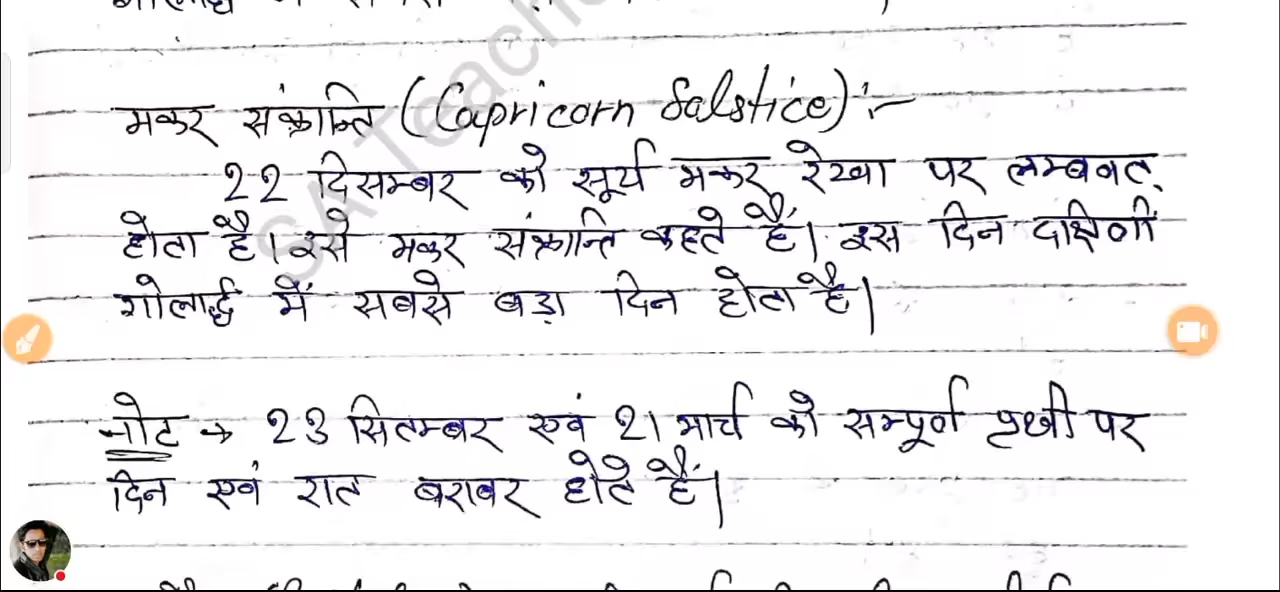 मकर संक्रान्ति (Capricorn Salstice):-
22 दिसम्बर को सूर्य मकर रेखा पर लम्बवत्
होता है। इसे मकर संक्रान्ति कहते हैं। इस दिन दक्षिणी
गोलार्द्ध में सबसे बड़ा दिन होता है।
नोट → 23 सितम्बर एवं 21 मार्च को सम्पूर्ण पृथ्वी पर
दिन एवं रात बराबर होते हैं।